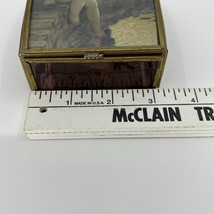 1 MADE IN U.S.A. 2 3 4
McCLAIN TR